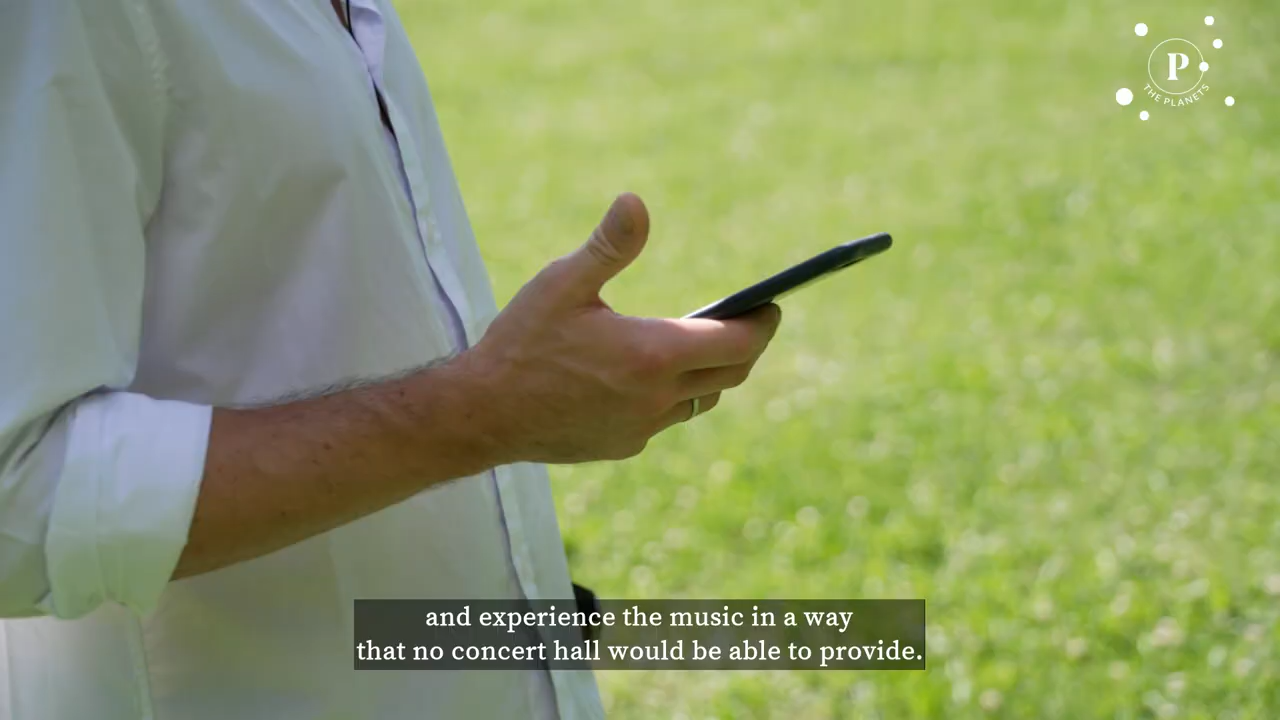 P
THE PLANETS
and experience the music in a way
that no concert hall would be able to provide.